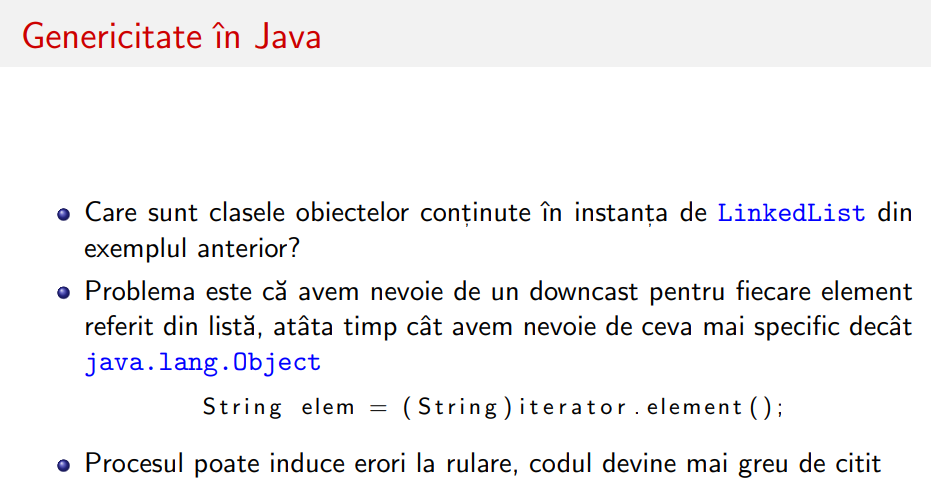 Genericitate în Java
Care sunt clasele obiectelor conținute în instanța de LinkedList din
exemplul anterior?
Problema este că avem nevoie de un downcast pentru fiecare element
referit din listă, atâta timp cât avem nevoie de ceva mai specific decât
java.lang.Object
String elem = (String)iterator.element();
Procesul poate induce erori la rulare, codul devine mai greu de citit